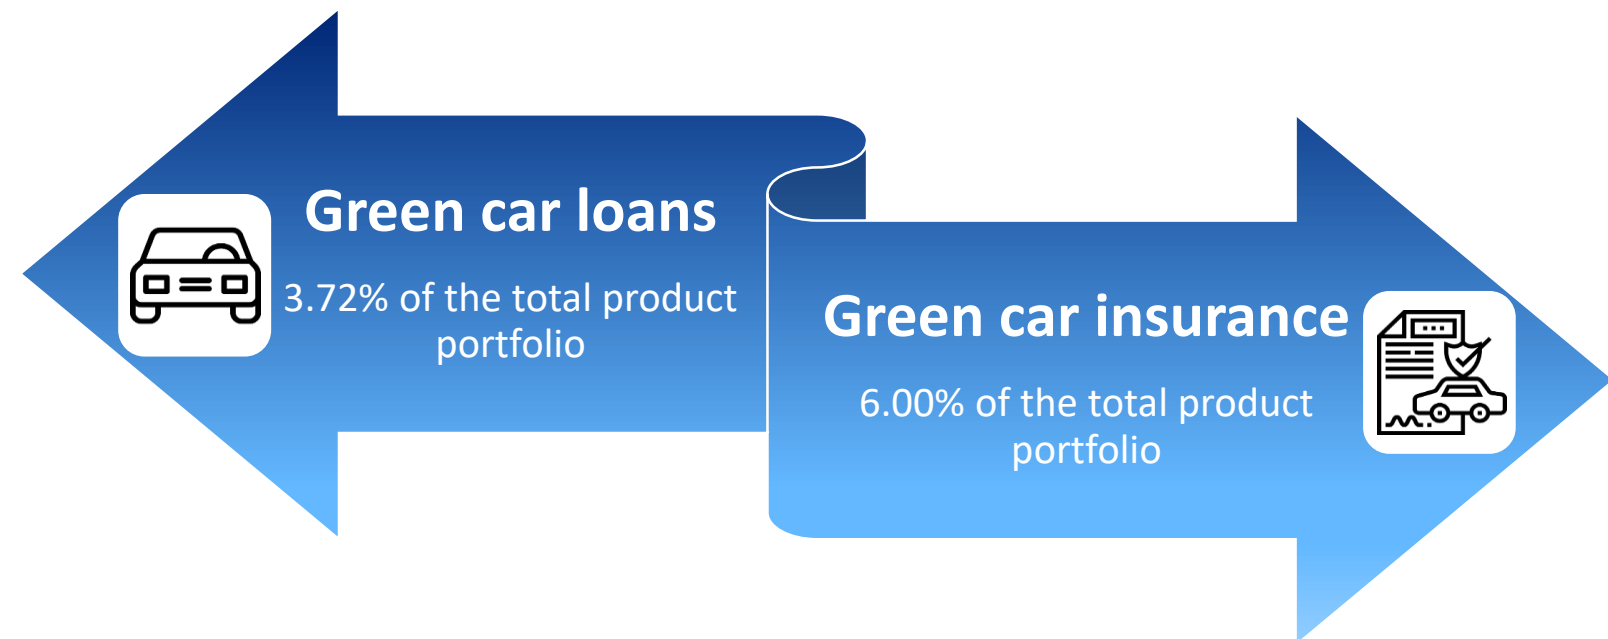 Green car loans
3.72% of the total product
portfolio
Green car insurance
6.00% of the total product
portfolio